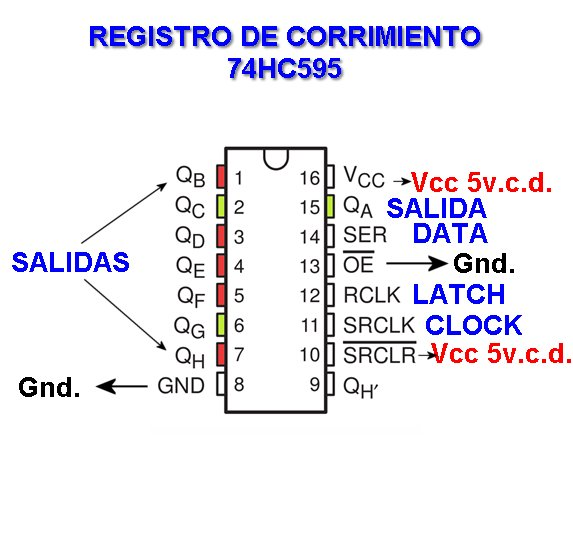 REGISTRO DE CORRIMIENTO
74HC595
QB 1 16 VCC Vcc 5v.c.d.
QC 2 15 QA SALIDA
QD 3 14 SER DATA
SALIDAS QE 4 13 OE Gnd.
QF 5 12 RCLK LATCH
QG 6 11 SRCLK CLOCK
QH 7 10 SRCLR Vcc 5v.c.d.
Gnd. GND 8 9 QH′